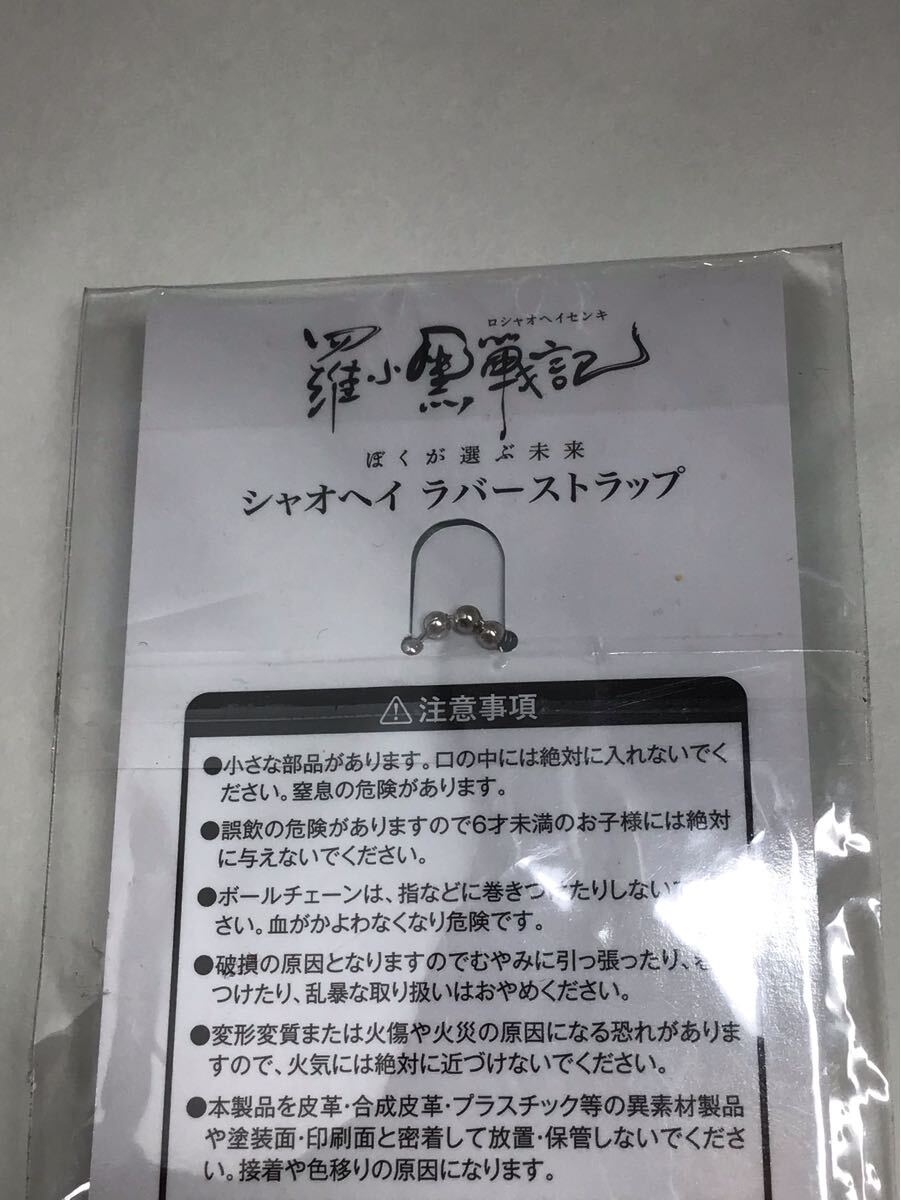 ロシャオヘイセンキ
羅小黒戦記
ぼくが選ぶ未来
シャオヘイ ラバーストラップ
注意事項
●小さな部品があります。口の中には絶対に入れないでく
ださい。窒息の危険があります。
●誤飲の危険がありますので6才未満のお子様には絶対
に与えないでください。
●ボールチェーンは、指などに巻きつけたりしない
さい。血がかよわなくなり危険です。
●破損の原因となりますのでむやみに引っ張ったり、
つけたり、乱暴な取り扱いはおやめください。
●変形変質または火傷や火災の原因になる恐れがありま
すので、火気には絶対に近づけないでください。
●本製品を皮革・合成皮革・プラスチック等の異素材製品
や塗装面・印刷面と密着して放置・保管しないでくださ
い。接着や色移りの原因になります。